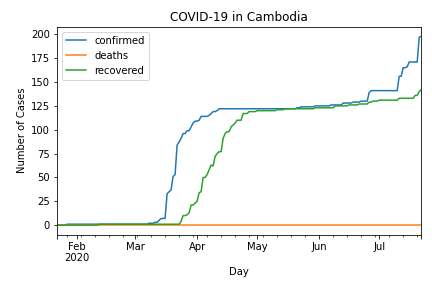 COVID-19 in Cambodia
confirmed
deaths
recovered
Number of Cases
200
175
150
125
100
75
50
25
0
Feb
2020
Mar
Apr
May
Jun
Jul
Day